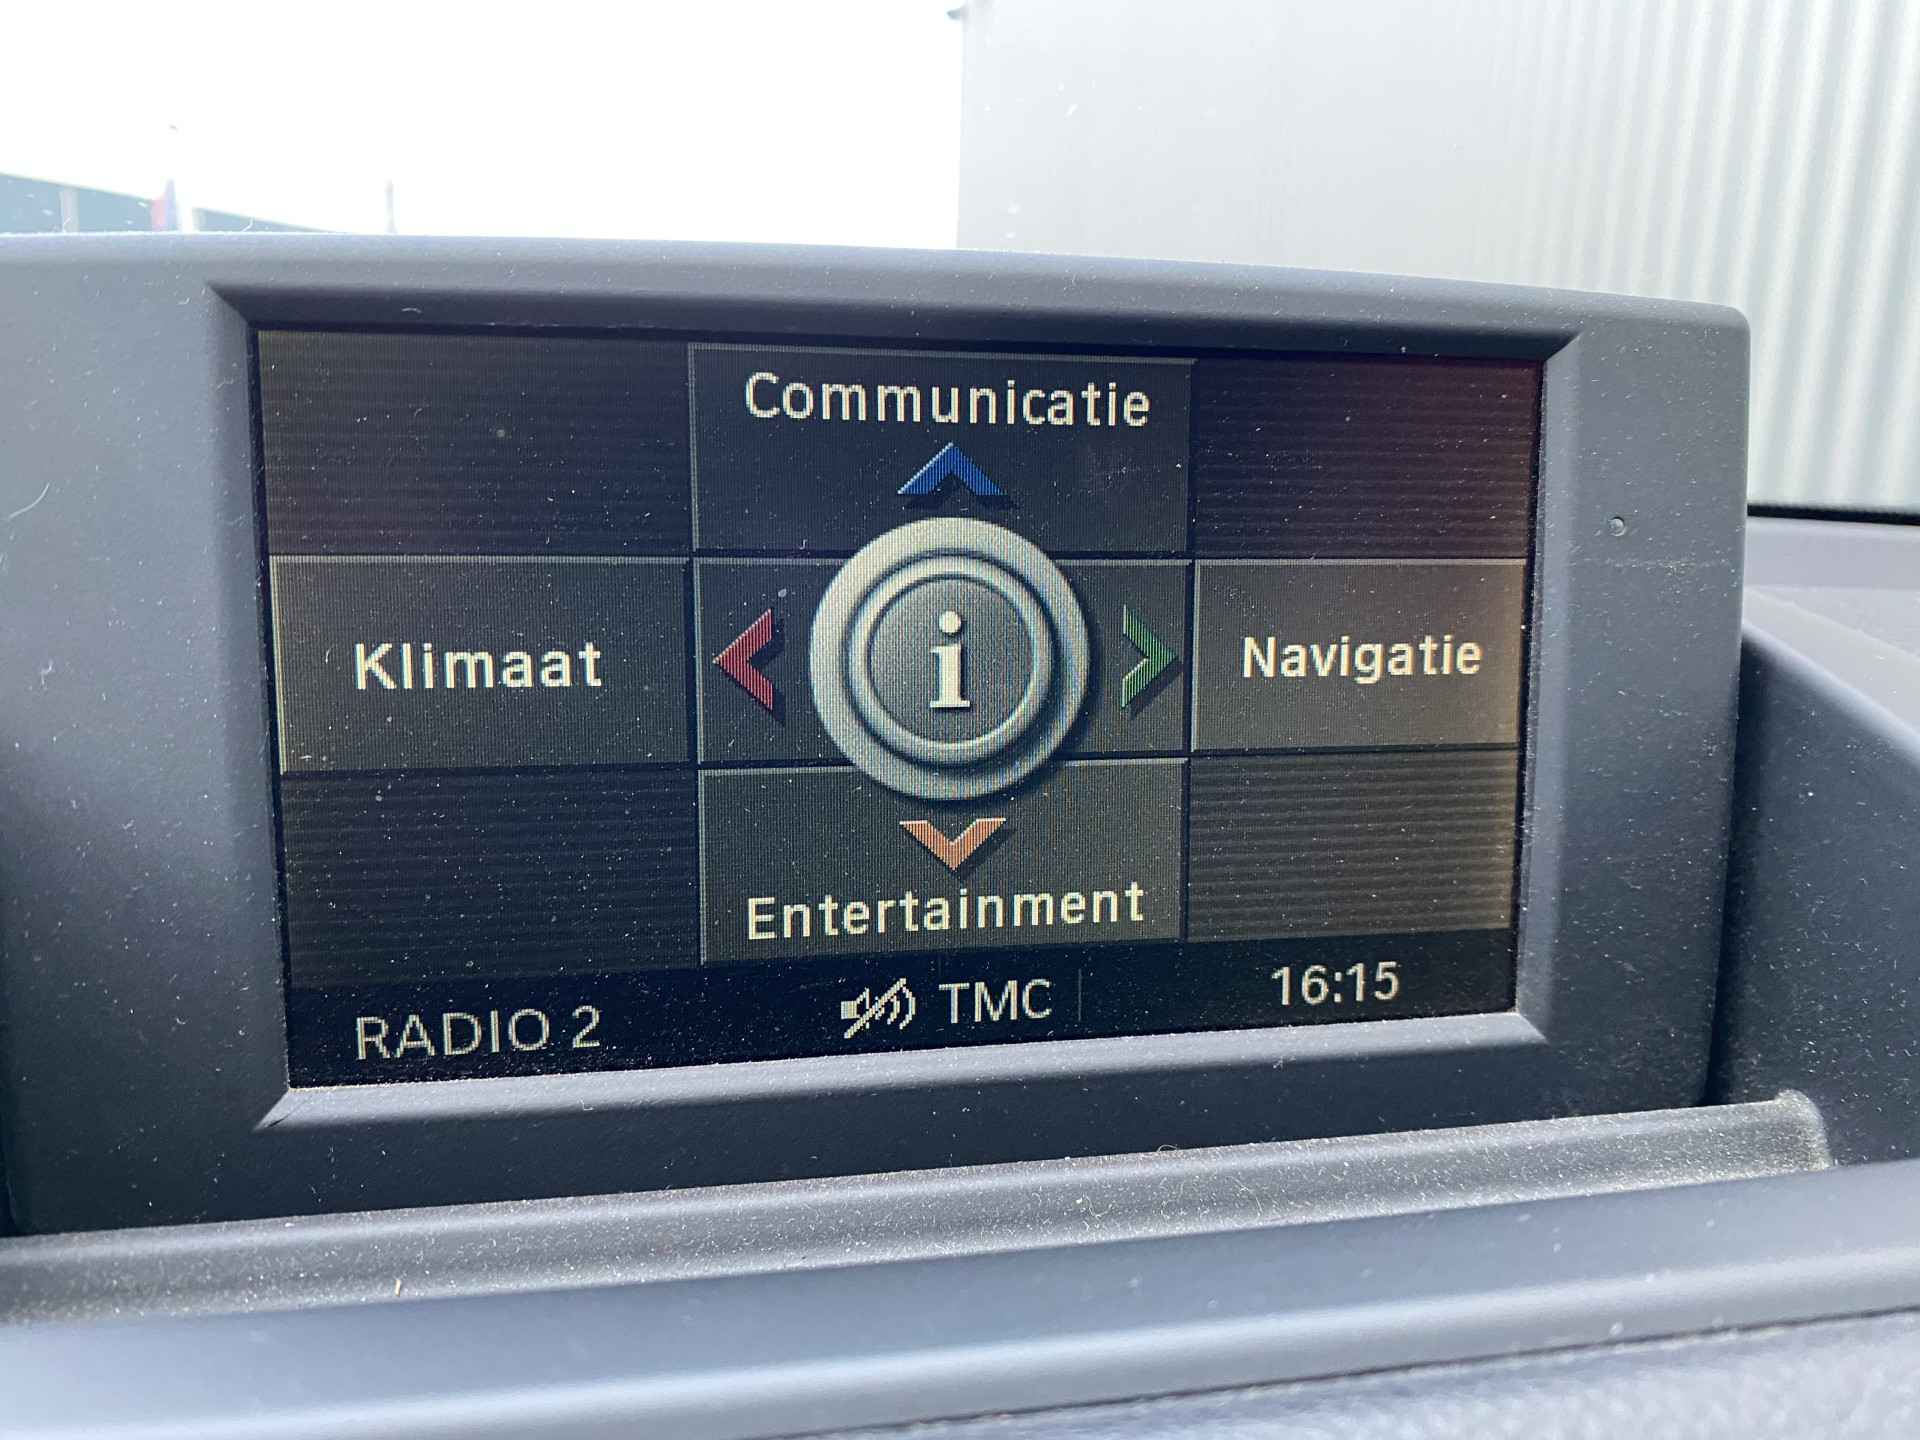 Communicatie
Klimaat
i
Navigatie
Entertainment
RADIO 2
TMC
16:15